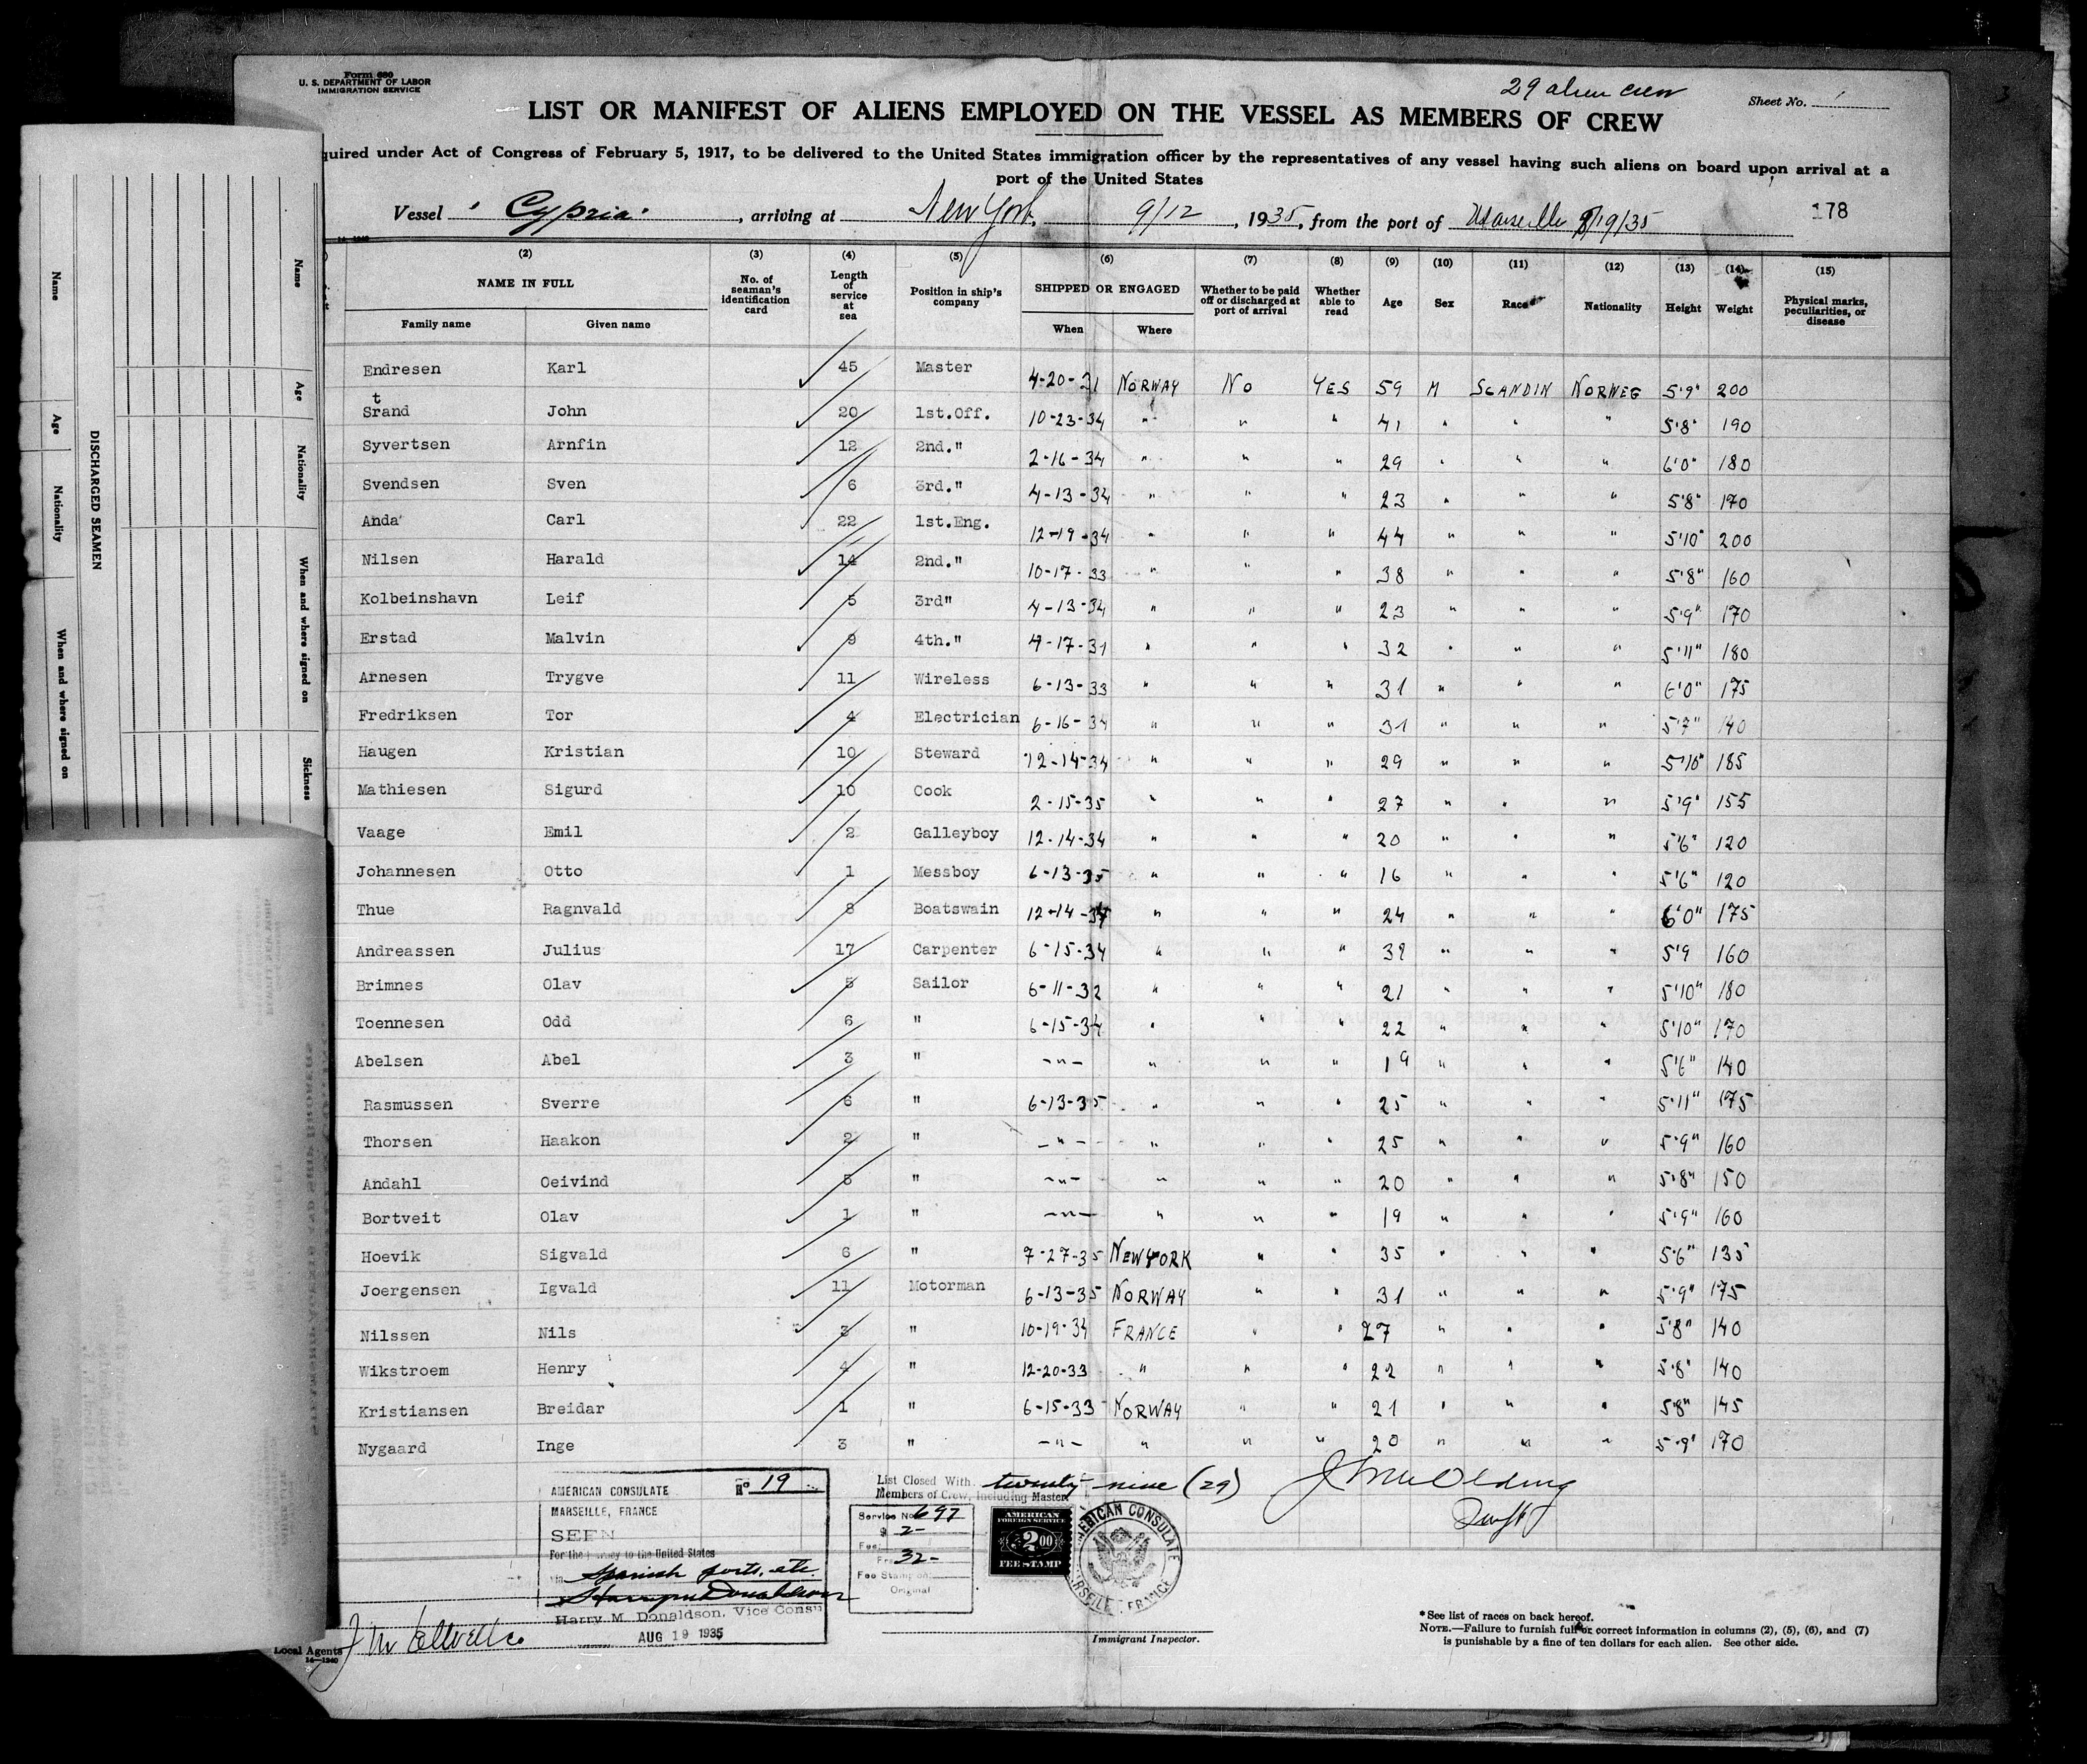 Form 680
U. S. DEPARTMENT OF LABOR
IMMIGRATION SERVICE
29 alien crew
Sheet No.
LIST OR MANIFEST OF ALIENS EMPLOYED ON THE VESSEL AS MEMBERS OF CREW
quired under Act of Congress of February 5, 1917, to be delivered to the United States immigration officer by the representatives of any vessel having such aliens on board upon arrival at a
port of the United States
Vessel "Cypria", arriving at New York, 9/12, 1935, from the port of Marseille 8/19/35
178
(2) (3) (4) (5) (6) (7) (8) (9) (10) (11) (12) (13) (14) (15)
NAME IN FULL
Family name Given name
No. of seaman's identification card
Length of service at sea
Position in ship's company
SHIPPED OR ENGAGED
When Where
Whether to be paid off or discharged at port of arrival
Whether able to read
Age
Sex
Race
Nationality
Height
Weight
Physical marks, peculiarities, or disease
Endresen Karl 45 Master 4-20-31 NORWAY No YES 59 M SCANDIN NORWEG 5'9" 200
t
Srand John 20 1st.Off. 10-23-34 " " " 41 " " " 5'8" 190
Syvertsen Arnfin 12 2nd." 2-16-34 " " " 29 " " " 6'0" 180
Svendsen Sven 6 3rd." 4-13-34 " " " 23 " " " 5'8" 170
Anda Carl 22 1st.Eng. 12-19-34 " " " 44 " " " 5'10" 200
Nilsen Harald 14 2nd." 10-17-33 " " " 38 " " " 5'8" 160
Kolbeinshavn Leif 5 3rd" 4-13-34 " " " 23 " " " 5'9" 170
Erstad Malvin 9 4th." 4-17-31 " " " 32 " " " 5'11" 180
Arnesen Trygve 11 Wireless 6-13-33 " " " 31 " " " 6'0" 175
Fredriksen Tor 4 Electrician 6-16-34 " " " 31 " " " 5'7" 140
Haugen Kristian 10 Steward 12-14-34 " " " 29 " " " 5'10" 185
Mathiesen Sigurd 10 Cook 2-15-35 " " " 27 " " " 5'9" 155
Vaage Emil 2 Galleyboy 12-14-34 " " " 20 " " " 5'6" 120
Johannesen Otto 1 Messboy 6-13-35 " " " 16 " " " 5'6" 120
Thue Ragnvald 8 Boatswain 12-14-34 " " " 24 " " " 6'0" 175
Andreassen Julius 17 Carpenter 6-15-34 " " " " " " 5'9 160
Brimnes Olav 5 Sailor 6-11-32 " " " 21 " " " 5'10" 180
Toennesen Odd 6 " 6-15-34 " " " 22 " " " 5'10" 170
Abelsen Abel 3 " -"- " " " 19 " " " 5'6" 140
Rasmussen Sverre 6 " 6-13-35 " " " 25 " " " 5'11" 175
Thorsen Haakon 2 " -"- " " " 25 " " " 5'9" 160
Andahl Oeivind 5 " -"- " " " 20 " " " 5'8" 150
Bortveit Olav 1 " -"- " " " 19 " " " 5'9" 160
Hoevik Sigvald 6 " 7-27-35 NEWYORK " " 35 " " " 5'6" 135
Joergensen Igvald 11 Motorman 6-13-35 NORWAY " " 31 " " " 5'9" 175
Nilssen Nils 3 " 10-19-34 FRANCE " " 27 " " " 5'8" 140
Wikstroem Henry 4 " 12-20-33 " " " 22 " " " 5'8" 140
Kristiansen Breidar 1 " 6-15-33 NORWAY " " 21 " " " 5'8" 145
Nygaard Inge 3 " -"- " " " 20 " " " 5'9" 170
No 19
AMERICAN CONSULATE
MARSEILLE, FRANCE
SEEN
For the journey to the United States
via Spanish ports, etc.
Harry M. Donaldson, Vice Consul
AUG 19 1935
List Closed With twenty-nine (29)
Members of Crew, Including Master
Service No. 697
$ 2-
Fee:
Frs 32-
Fee Stamp on
Original
AMERICAN
FOREIGN SERVICE
$2.00
FEE STAMP
AMERICAN CONSULATE
MARSEILLE, FRANCE
Immigrant Inspector.
Local Agents
14-1240
*See list of races on back hereof.
NOTE.—Failure to furnish full or correct information in columns (2), (5), (6), and (7)
is punishable by a fine of ten dollars for each alien. See other side.
DISCHARGED SEAMEN
Name
Age
Nationality
When and where signed on
Name
Age
Nationality
When and where signed on
Sickness